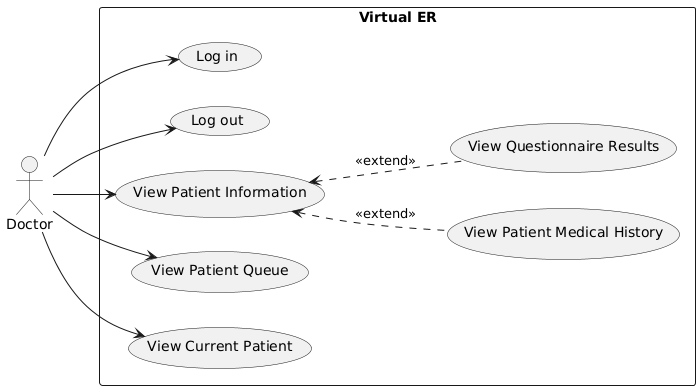 Virtual ER
Log in
Log out
«extend»
View Questionnaire Results
View Patient Information
Doctor
«extend»
View Patient Medical History
View Patient Queue
View Current Patient